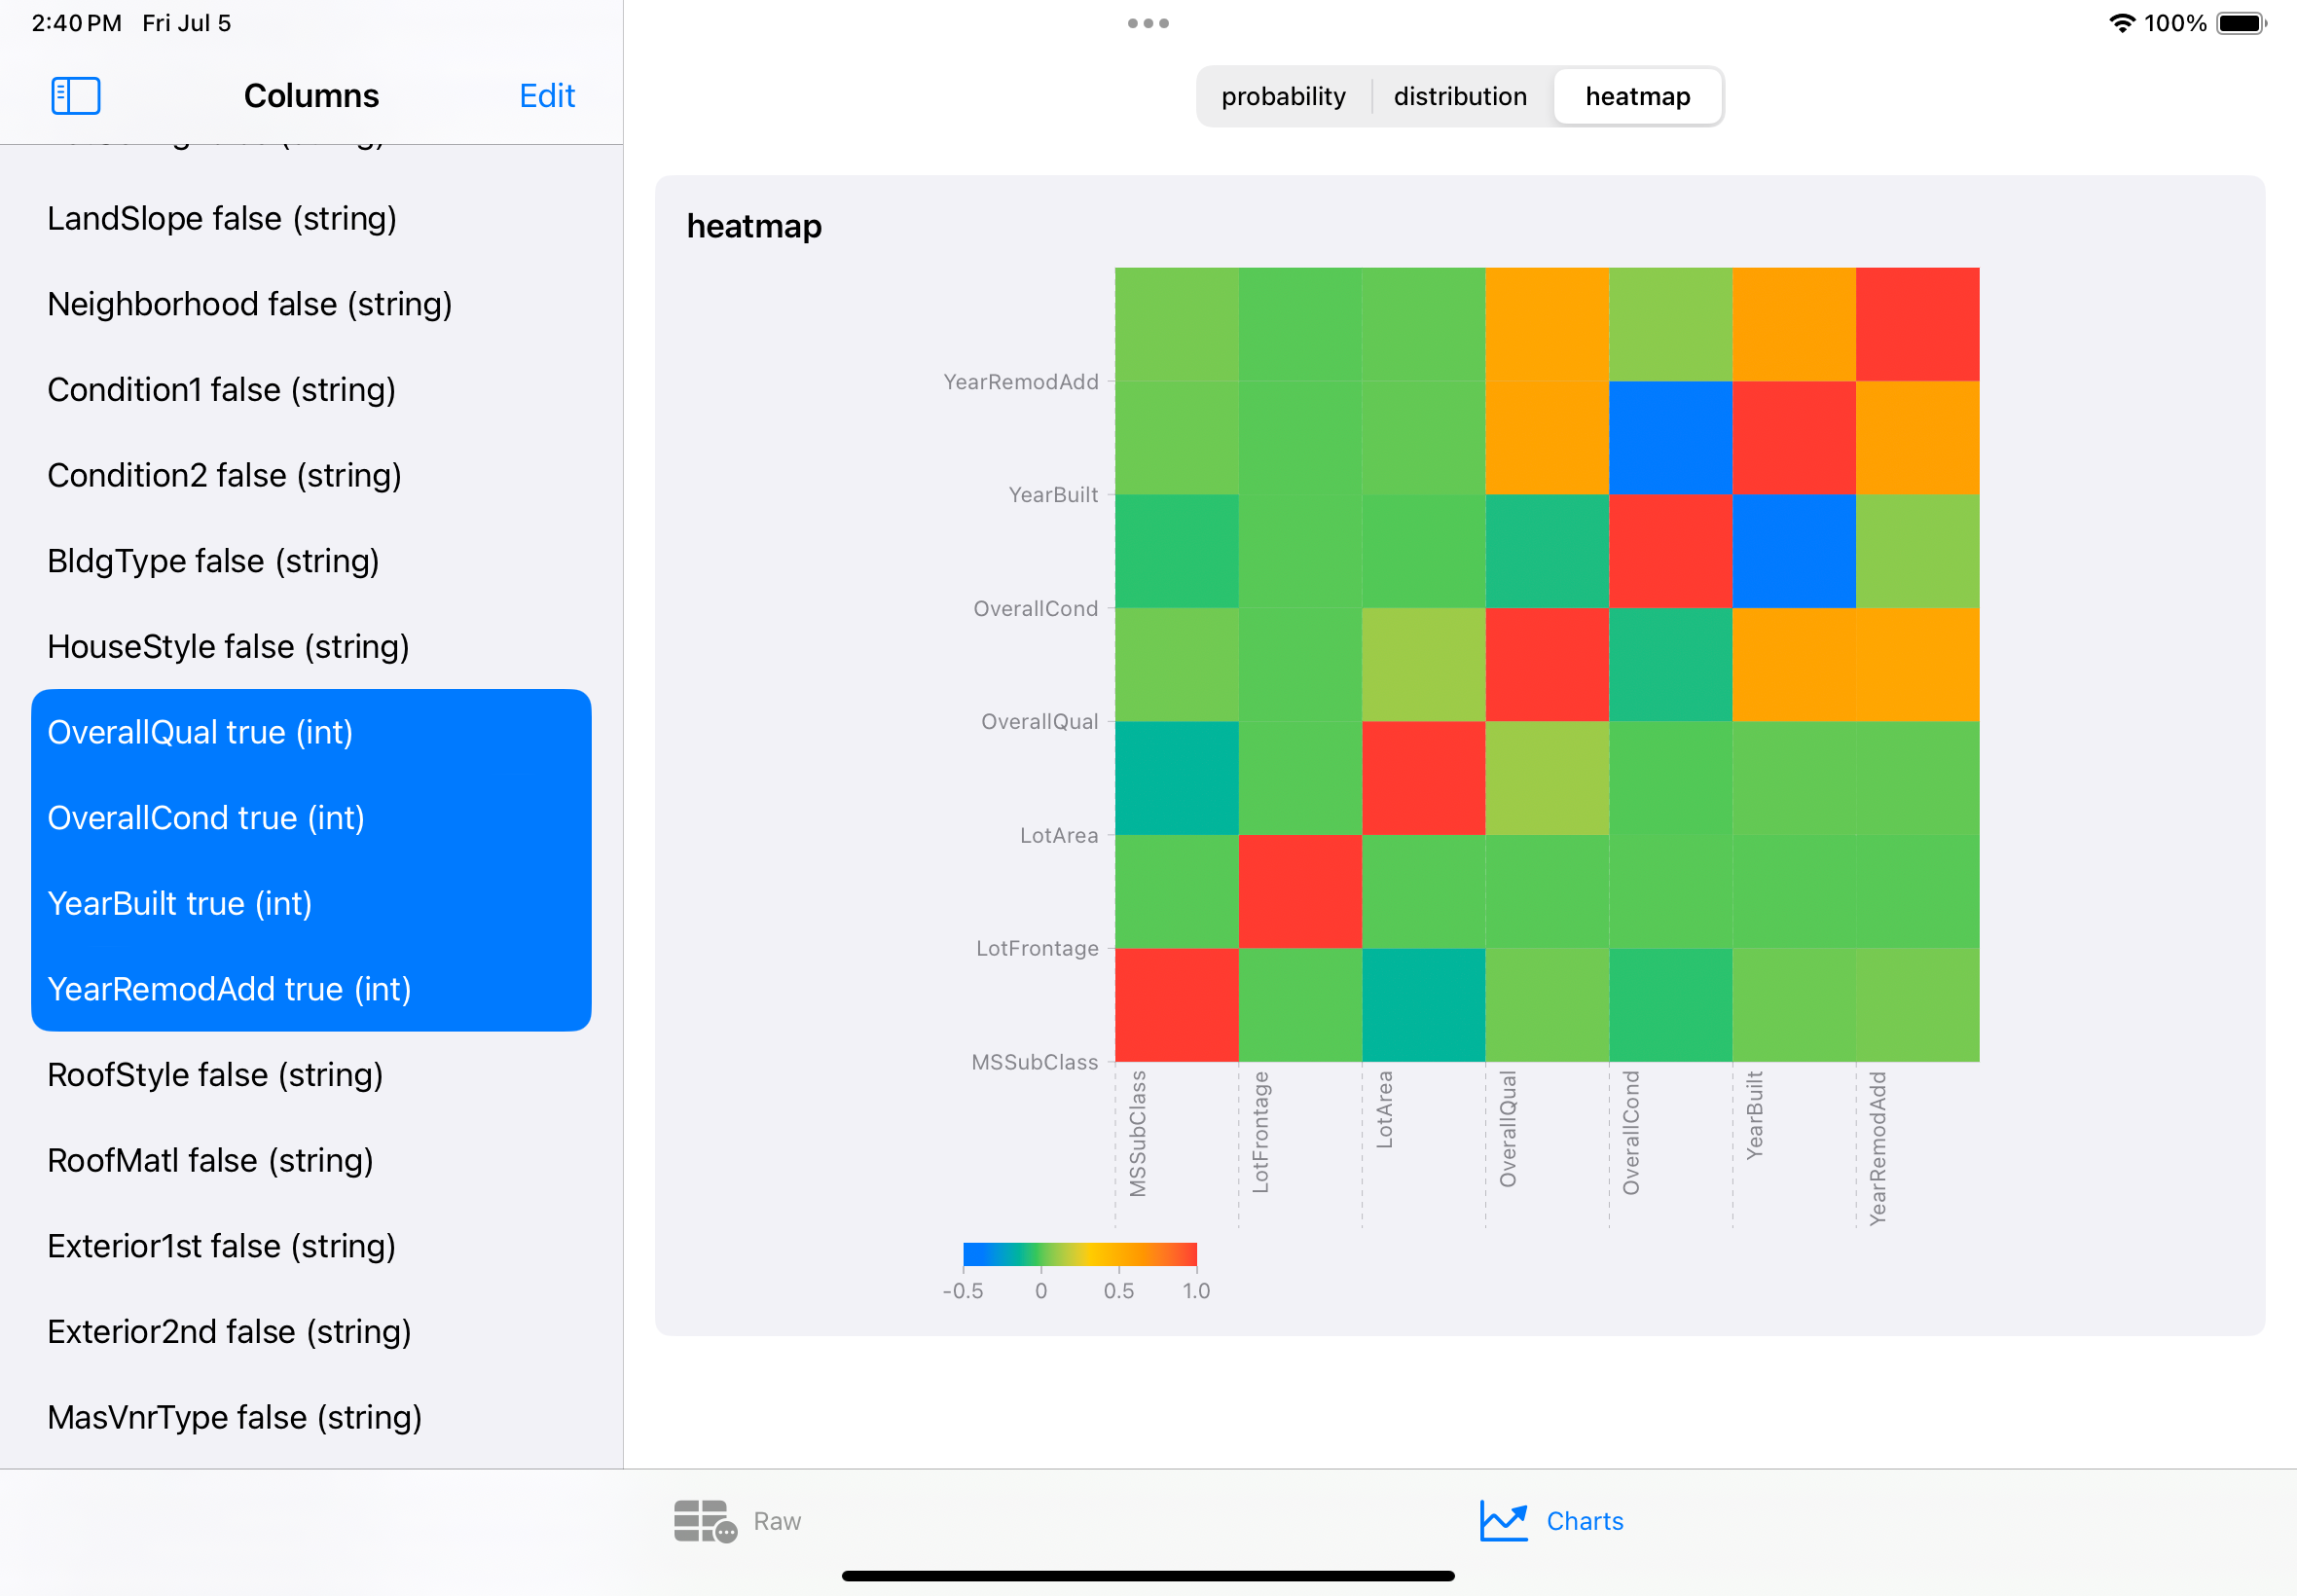 2:40 PM Fri Jul 5
100%
Columns
Edit
LandSlope false (string)
Neighborhood false (string)
Condition1 false (string)
Condition2 false (string)
BldgType false (string)
HouseStyle false (string)
OverallQual true (int)
OverallCond true (int)
YearBuilt true (int)
YearRemodAdd true (int)
RoofStyle false (string)
RoofMatl false (string)
Exterior1st false (string)
Exterior2nd false (string)
MasVnrType false (string)
probability distribution heatmap
heatmap
YearRemodAdd
YearBuilt
OverallCond
OverallQual
LotArea
LotFrontage
MSSubClass
MSSubClass
LotFrontage
LotArea
OverallQual
OverallCond
YearBuilt
YearRemodAdd
-0.5 0 0.5 1.0
Raw
Charts